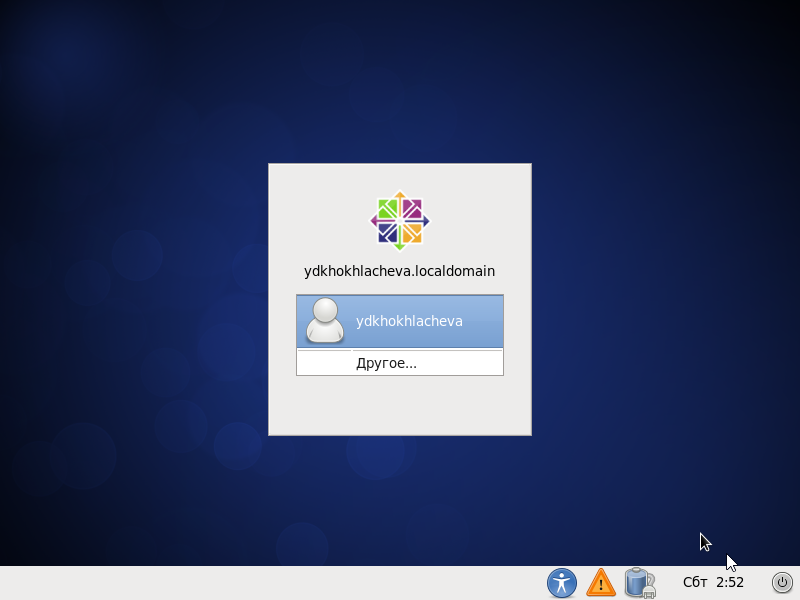 ydkhokhlacheva.localdomain
ydkhokhlacheva
Другое...
Сбт 2:52